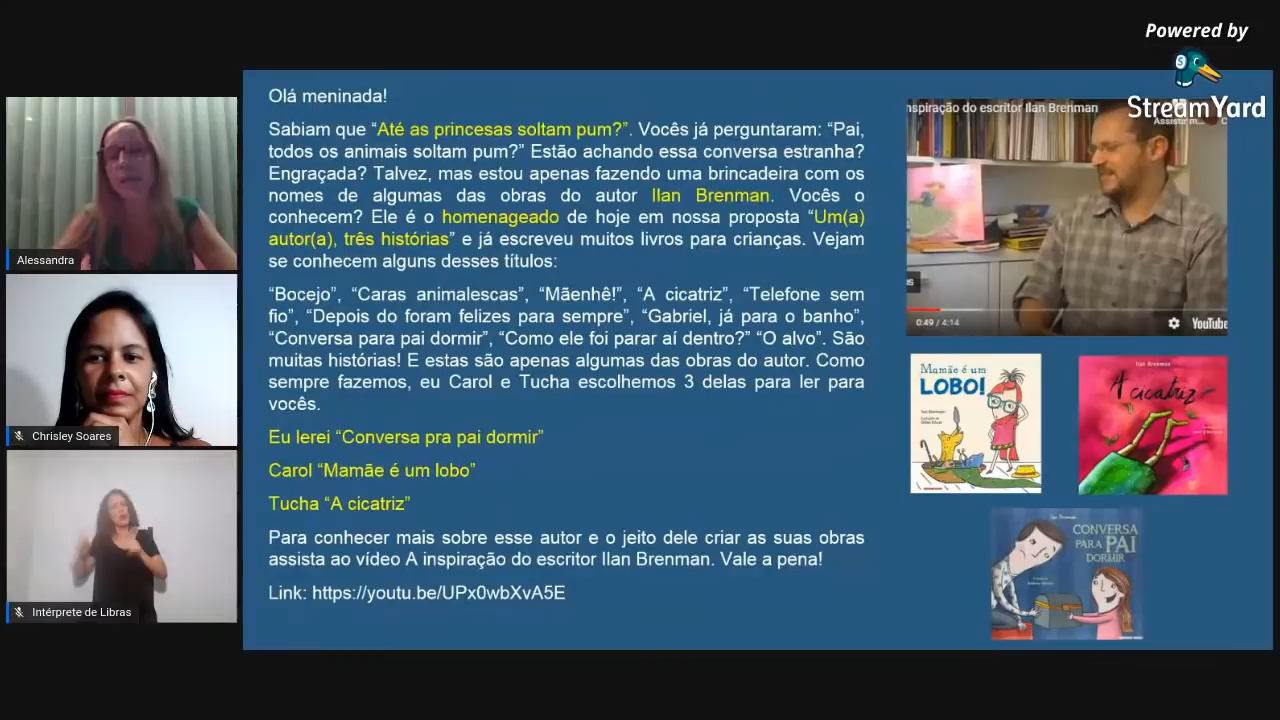 Powered by
StreamYard
Olá meninada!
Sabiam que “Até as princesas soltam pum?”. Vocês já perguntaram: “Pai,
todos os animais soltam pum?” Estão achando essa conversa estranha?
Engraçada? Talvez, mas estou apenas fazendo uma brincadeira com os
nomes de algumas das obras do autor Ilan Brenman. Vocês o
conhecem? Ele é o homenageado de hoje em nossa proposta “Um(a)
autor(a), três histórias” e já escreveu muitos livros para crianças. Vejam
se conhecem alguns desses títulos:
“Bocejo”, “Caras animalescas”, “Mãenhê!”, “A cicatriz”, “Telefone sem
fio”, “Depois do foram felizes para sempre”, “Gabriel, já para o banho”,
“Conversa para pai dormir”, “Como ele foi parar aí dentro?” “O alvo”. São
muitas histórias! E estas são apenas algumas das obras do autor. Como
sempre fazemos, eu Carol e Tucha escolhemos 3 delas para ler para
vocês.
Eu lerei “Conversa pra pai dormir”
Carol “Mamãe é um lobo”
Tucha “A cicatriz”
Para conhecer mais sobre esse autor e o jeito dele criar as suas obras
assista ao vídeo A inspiração do escritor Ilan Brenman. Vale a pena!
Link: https://youtu.be/UPx0wbXvA5E
nspiração do escritor Ilan Brenman
Assistir m...
0:49 / 4:14
YouTube
Mamãe é um
LOBO!
Ilan Brenman
A cicatriz
Ilan Brenman
CONVERSA
PARA PAI
DORMIR
Alessandra
Chrisley Soares
Intérprete de Libras